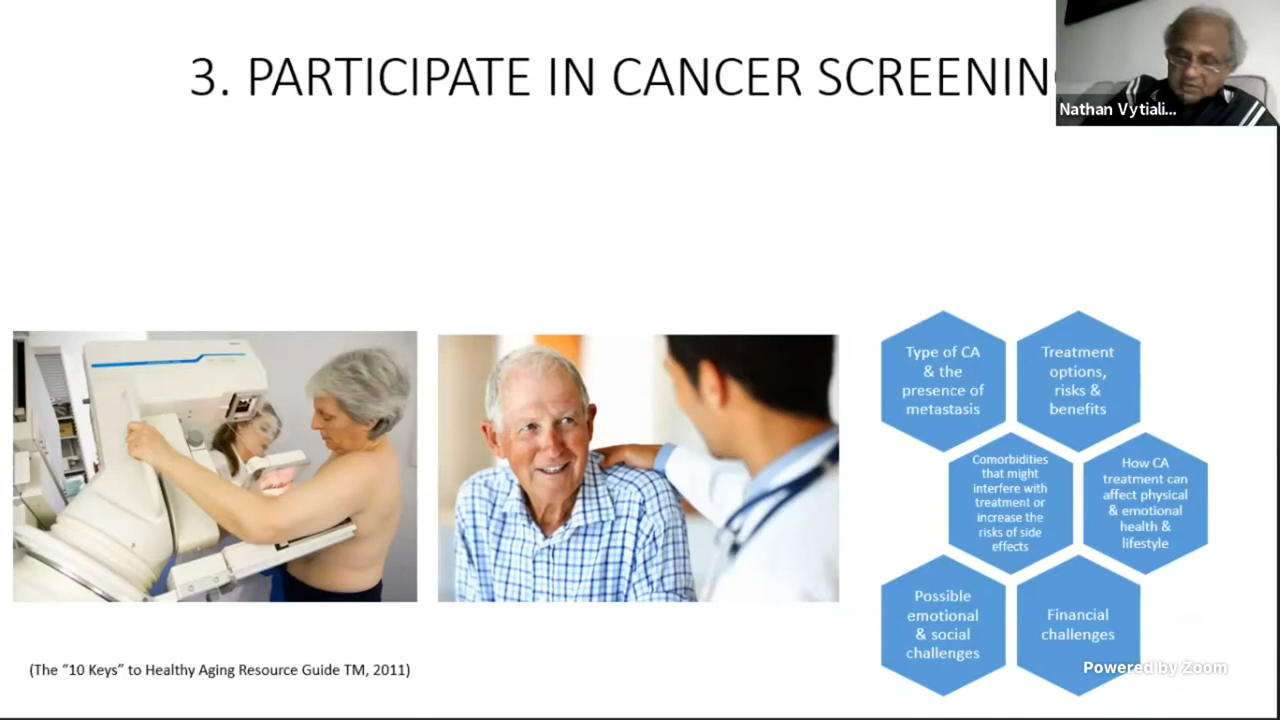 3. PARTICIPATE IN CANCER SCREENIN
Nathan Vytiali...
Type of CA
& the
presence of
metastasis
Treatment
options,
risks &
benefits
Comorbidities
that might
interfere with
treatment or
increase the
risks of side
effects
How CA
treatment can
affect physical
& emotional
health &
lifestyle
Possible
emotional
& social
challenges
Financial
challenges
(The “10 Keys” to Healthy Aging Resource Guide TM, 2011)
Powered by Zoom